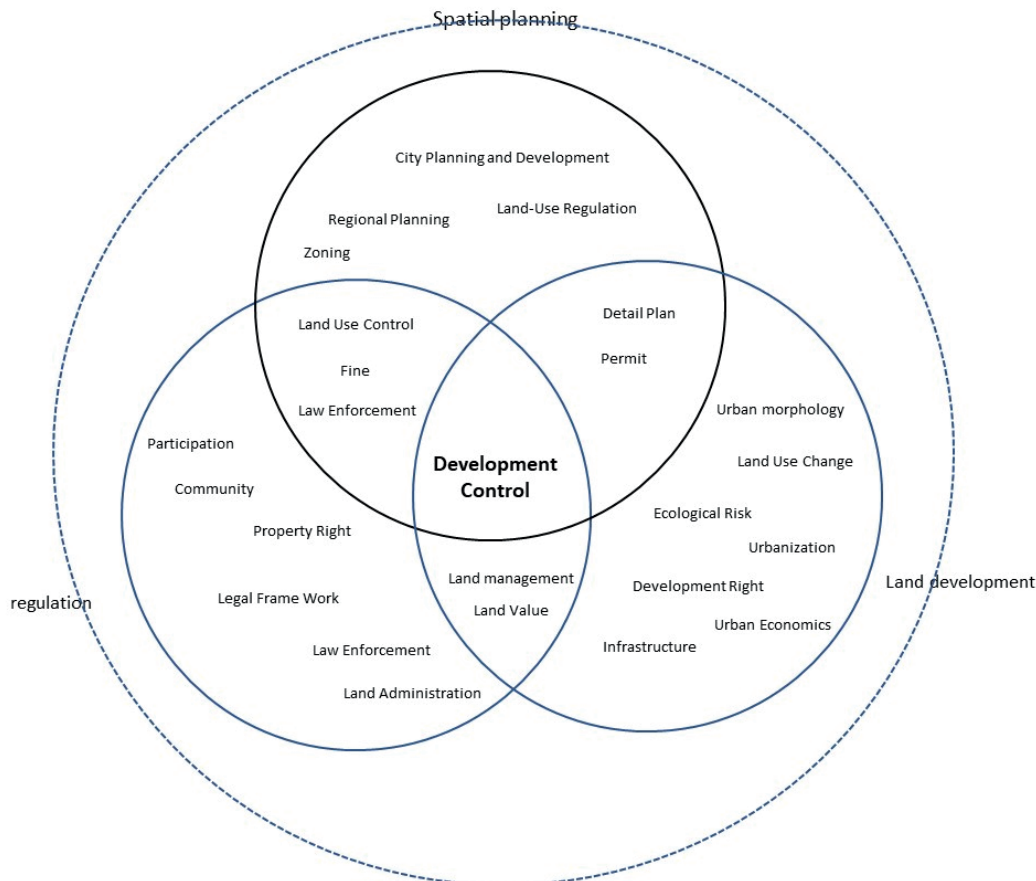 Spatial planning
City Planning and Development
Land-Use Regulation
Regional Planning
Zoning
Detail Plan
Land Use Control
Permit
Fine
Law Enforcement
Urban morphology
Participation
Land Use Change
Development
Control
Community
Ecological Risk
Property Right
Urbanization
Land management
Development Right
Land development
regulation
Legal Frame Work
Land Value
Urban Economics
Infrastructure
Law Enforcement
Land Administration